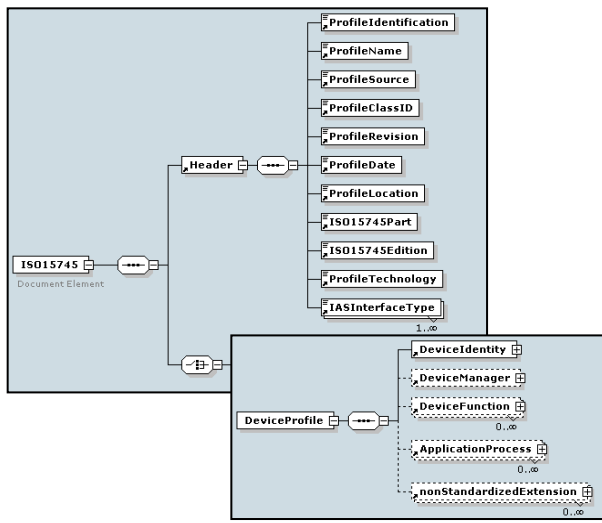 ProfileIdentification
ProfileName
ProfileSource
ProfileClassID
ProfileRevision
Header
ProfileDate
ProfileLocation
ISO15745Part
ISO15745Edition
ISO15745
ProfileTechnology
Document Element
IASInterfaceType
1..∞
DeviceIdentity
DeviceManager
DeviceFunction
0..∞
DeviceProfile
ApplicationProcess
0..∞
nonStandardizedExtension
0..∞